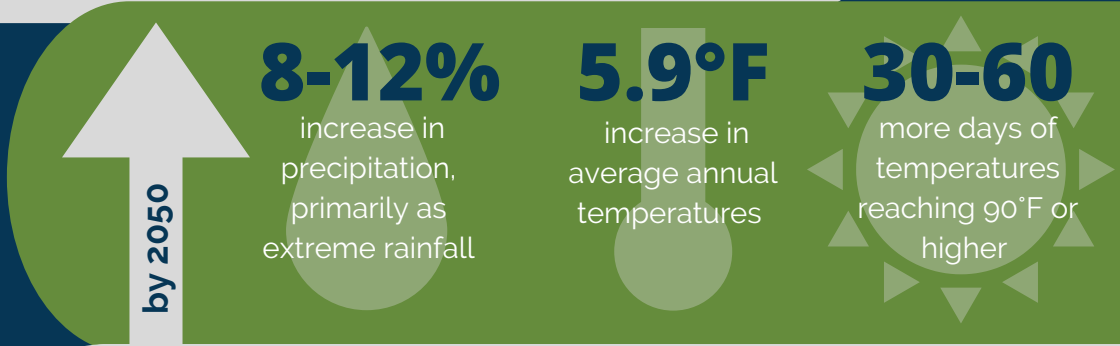 by 2050
8-12%
increase in
precipitation,
primarily as
extreme rainfall
5.9°F
increase in
average annual
temperatures
30-60
more days of
temperatures
reaching 90°F or
higher